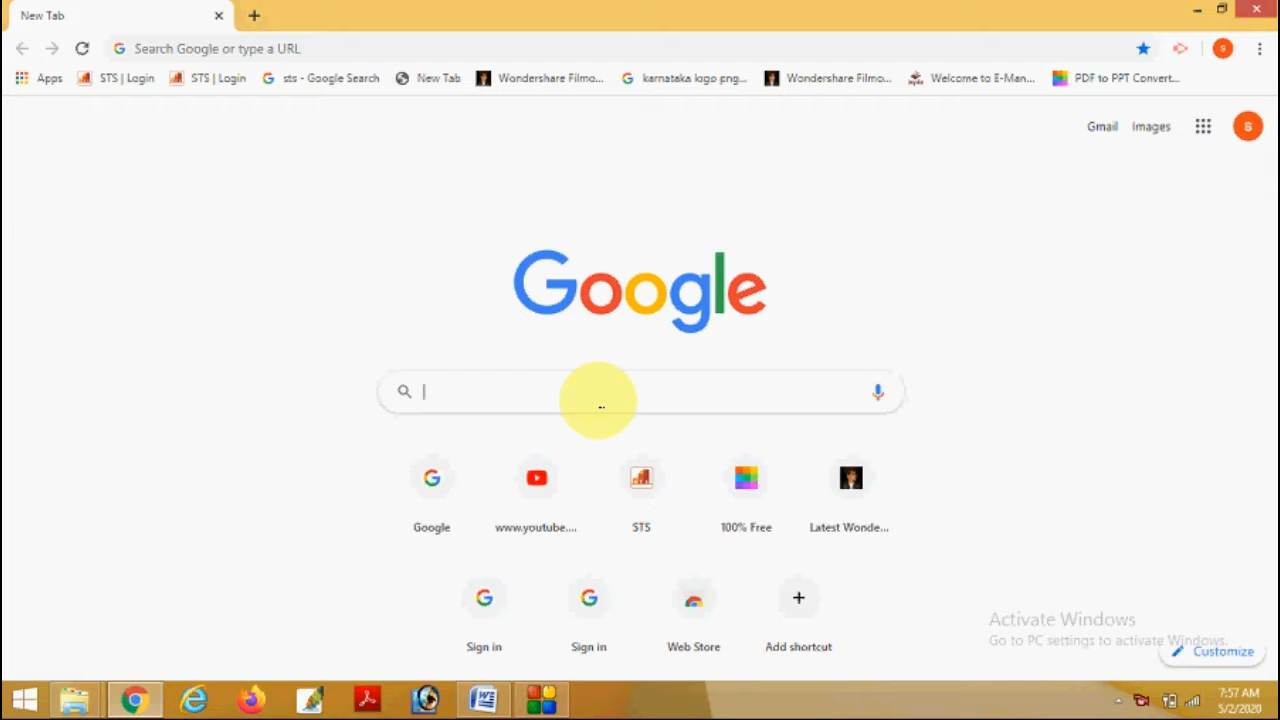 New Tab
Search Google or type a URL
S
Apps STS | Login STS | Login sts - Google Search New Tab Wondershare Filmo... karnataka logo png... Wondershare Filmo... Welcome to E-Man... PDF to PPT Convert...
Gmail Images S
Google
Google www.youtube.... STS 100% Free Latest Wonde...
Sign in Sign in Web Store Add shortcut
Activate Windows
Go to PC settings to activate Windows.
Customize
7:57 AM
5/2/2020